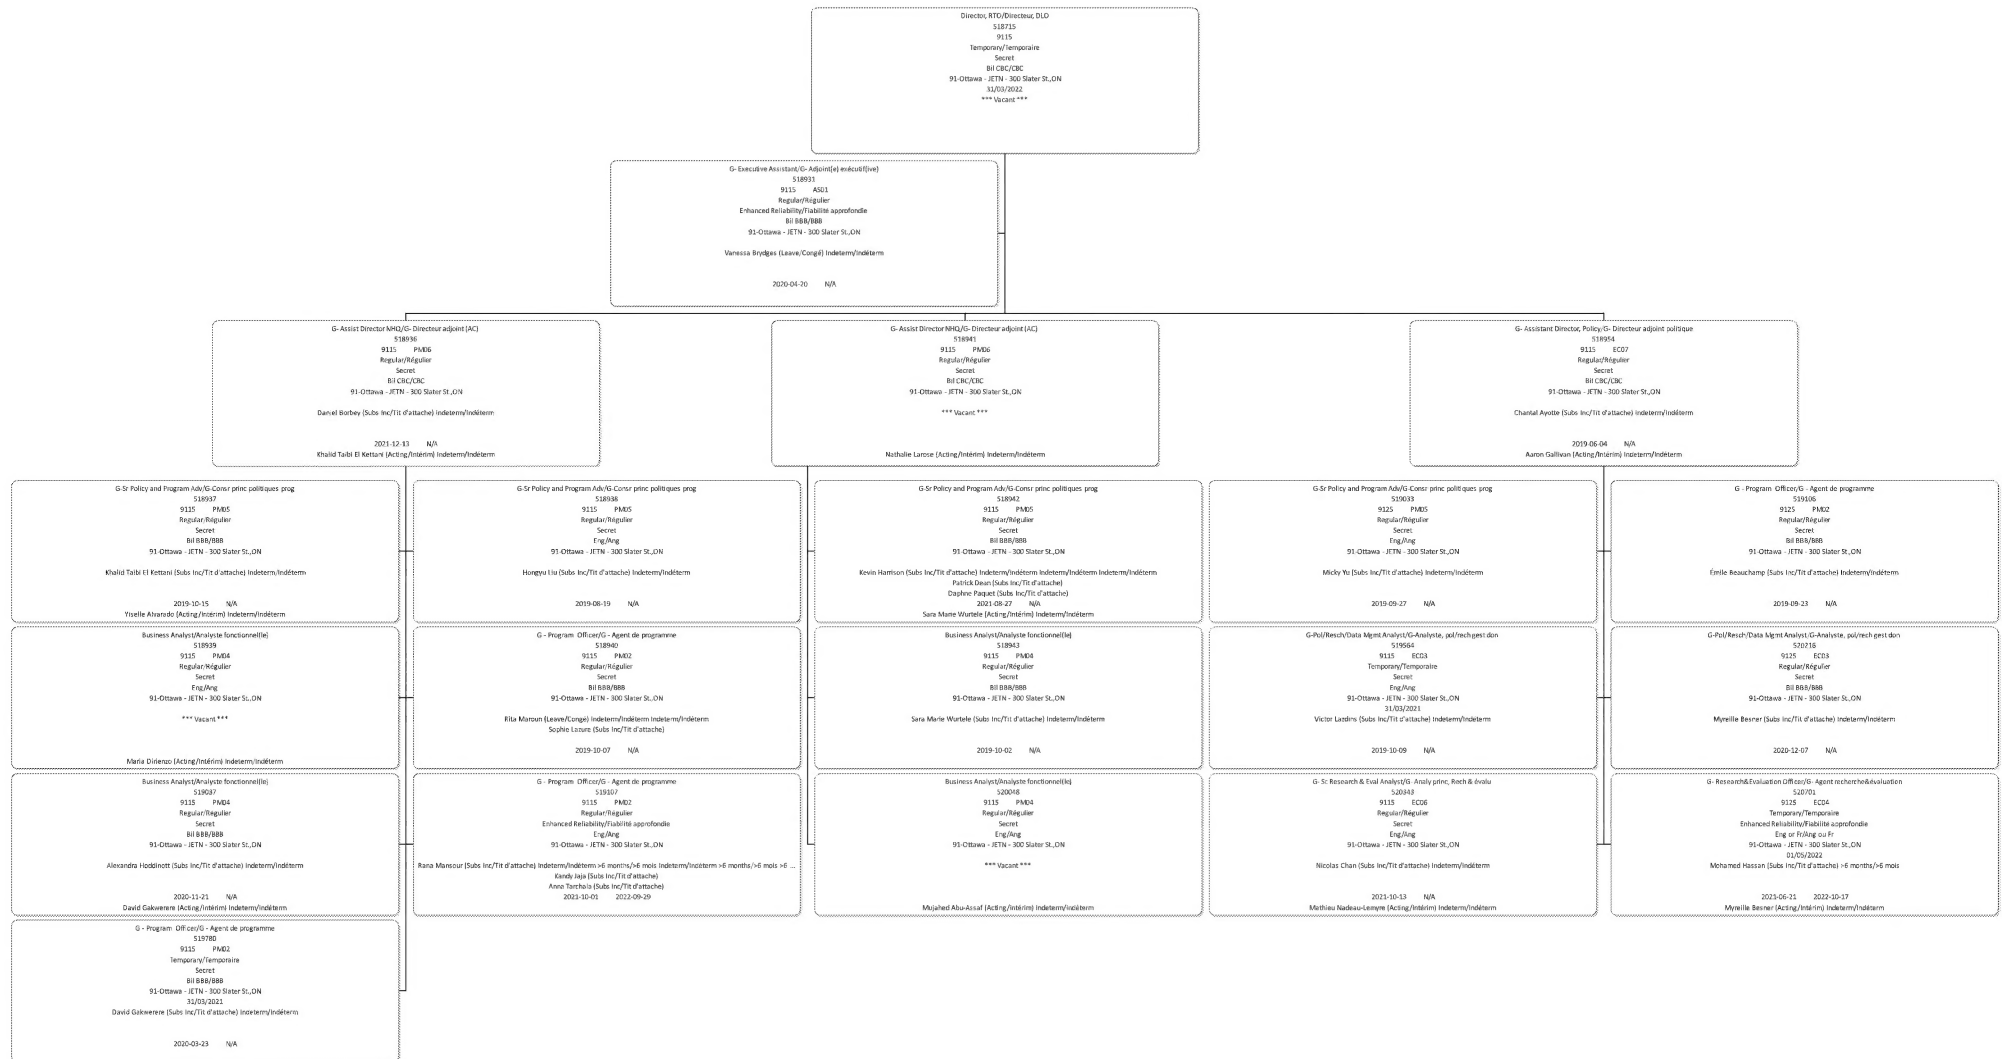 Director, RTO/Directeur, DLO
518715
9115
Temporary/Temporaire
Secret
Bil CBC/CBC
91-Ottawa - JETN - 300 Slater St.,ON
31/03/2022
*** Vacant ***
G- Executive Assistant/G- Adjoint(e) exécutif(ive)
518931
9115 AS01
Regular/Régulier
Enhanced Reliability/Fiabilité approfondie
Bil BBB/BBB
91-Ottawa - JETN - 300 Slater St.,ON
Vanessa Brydges (Leave/Congé) Indeterm/Indéterm
2020-04-20 N/A
G- Assist Director NHQ/G- Directeur adjoint (AC)
518936
9115 PM06
Regular/Régulier
Secret
Bil CBC/CBC
91-Ottawa - JETN - 300 Slater St.,ON
Daniel Borbey (Subs Inc/Tit d'attache) Indeterm/Indéterm
2021-12-13 N/A
Khalid Taibi El Kettani (Acting/Intérim) Indeterm/Indéterm
G- Assist Director NHQ/G- Directeur adjoint (AC)
518941
9115 PM06
Regular/Régulier
Secret
Bil CBC/CBC
91-Ottawa - JETN - 300 Slater St.,ON
*** Vacant ***
Nathalie Larose (Acting/Intérim) Indeterm/Indéterm
G- Assistant Director, Policy/G- Directeur adjoint politique
518954
9115 EC07
Regular/Régulier
Secret
Bil CBC/CBC
91-Ottawa - JETN - 300 Slater St.,ON
Chantal Ayotte (Subs Inc/Tit d'attache) Indeterm/Indéterm
2019-06-04 N/A
Aaron Gallivan (Acting/Intérim) Indeterm/Indéterm
G-Sr Policy and Program Adv/G-Consr princ politiques prog
518937
9115 PM05
Regular/Régulier
Secret
Bil BBB/BBB
91-Ottawa - JETN - 300 Slater St.,ON
Khalid Taibi El Kettani (Subs Inc/Tit d'attache) Indeterm/Indéterm
2019-10-15 N/A
Yiselle Alvarado (Acting/Intérim) Indeterm/Indéterm
G-Sr Policy and Program Adv/G-Consr princ politiques prog
518938
9115 PM05
Regular/Régulier
Secret
Eng/Ang
91-Ottawa - JETN - 300 Slater St.,ON
Hongyu Liu (Subs Inc/Tit d'attache) Indeterm/Indéterm
2019-08-19 N/A
G-Sr Policy and Program Adv/G-Consr princ politiques prog
518942
9115 PM05
Regular/Régulier
Secret
Bil BBB/BBB
91-Ottawa - JETN - 300 Slater St.,ON
Kevin Harrison (Subs Inc/Tit d'attache) Indeterm/Indéterm Indeterm/Indéterm Indeterm/Indéterm
Patrick Dean (Subs Inc/Tit d'attache)
Daphne Paquet (Subs Inc/Tit d'attache)
2021-08-27 N/A
Sara Marie Wurtele (Acting/Intérim) Indeterm/Indéterm
G-Sr Policy and Program Adv/G-Consr princ politiques prog
519033
9125 PM05
Regular/Régulier
Secret
Eng/Ang
91-Ottawa - JETN - 300 Slater St.,ON
Micky Yu (Subs Inc/Tit d'attache) Indeterm/Indéterm
2019-09-27 N/A
G - Program Officer/G - Agent de programme
519106
9125 PM02
Regular/Régulier
Secret
Bil BBB/BBB
91-Ottawa - JETN - 300 Slater St.,ON
Émile Beauchamp (Subs Inc/Tit d'attache) Indeterm/Indéterm
2019-09-23 N/A
Business Analyst/Analyste fonctionnel(le)
518939
9115 PM04
Regular/Régulier
Secret
Eng/Ang
91-Ottawa - JETN - 300 Slater St.,ON
*** Vacant ***
Maria Dirienzo (Acting/Intérim) Indeterm/Indéterm
G - Program Officer/G - Agent de programme
518940
9115 PM02
Regular/Régulier
Secret
Bil BBB/BBB
91-Ottawa - JETN - 300 Slater St.,ON
Rita Maroun (Leave/Congé) Indeterm/Indéterm Indeterm/Indéterm
Sophie Lazure (Subs Inc/Tit d'attache)
2019-10-07 N/A
Business Analyst/Analyste fonctionnel(le)
518943
9115 PM04
Regular/Régulier
Secret
Bil BBB/BBB
91-Ottawa - JETN - 300 Slater St.,ON
Sara Marie Wurtele (Subs Inc/Tit d'attache) Indeterm/Indéterm
2019-10-02 N/A
G-Pol/Resch/Data Mgmt Analyst/G-Analyste, pol/rech gest don
519564
9115 EC03
Temporary/Temporaire
Secret
Eng/Ang
91-Ottawa - JETN - 300 Slater St.,ON
31/03/2021
Victor Lazdins (Subs Inc/Tit d'attache) Indeterm/Indéterm
2019-10-09 N/A
G-Pol/Resch/Data Mgmt Analyst/G-Analyste, pol/rech gest don
520216
9125 EC03
Regular/Régulier
Secret
Bil BBB/BBB
91-Ottawa - JETN - 300 Slater St.,ON
Myreille Besner (Subs Inc/Tit d'attache) Indeterm/Indéterm
2020-12-07 N/A
Business Analyst/Analyste fonctionnel(le)
519037
9115 PM04
Regular/Régulier
Secret
Bil BBB/BBB
91-Ottawa - JETN - 300 Slater St.,ON
Alexandra Hoddinott (Subs Inc/Tit d'attache) Indeterm/Indéterm
2020-11-21 N/A
David Gakwerere (Acting/Intérim) Indeterm/Indéterm
G - Program Officer/G - Agent de programme
519107
9115 PM02
Regular/Régulier
Enhanced Reliability/Fiabilité approfondie
Eng/Ang
91-Ottawa - JETN - 300 Slater St.,ON
Rana Mansour (Subs Inc/Tit d'attache) Indeterm/Indéterm >6 months/>6 mois Indeterm/Indéterm >6 months/>6 mois >6 ...
Kandy Jaja (Subs Inc/Tit d'attache)
Anna Tarchala (Subs Inc/Tit d'attache)
2021-10-01 2022-09-29
Business Analyst/Analyste fonctionnel(le)
520048
9115 PM04
Regular/Régulier
Secret
Eng/Ang
91-Ottawa - JETN - 300 Slater St.,ON
*** Vacant ***
Mujahed Abu-Assaf (Acting/Intérim) Indeterm/Indéterm
G- Sc Research & Eval Analyst/G- Analy princ, Rech & évalu
520343
9115 EC06
Regular/Régulier
Secret
Eng/Ang
91-Ottawa - JETN - 300 Slater St.,ON
Nicolas Chan (Subs Inc/Tit d'attache) Indeterm/Indéterm
2021-10-13 N/A
Mathieu Nadeau-Lemyre (Acting/Intérim) Indeterm/Indéterm
G- Research&Evaluation Officer/G- Agent recherche&évaluation
520701
9125 EC04
Temporary/Temporaire
Enhanced Reliability/Fiabilité approfondie
Eng or Fr/Ang ou Fr
91-Ottawa - JETN - 300 Slater St.,ON
01/05/2022
Mohamed Hassan (Subs Inc/Tit d'attache) >6 months/>6 mois
2021-06-21 2022-10-17
Myreille Besner (Acting/Intérim) Indeterm/Indéterm
G - Program Officer/G - Agent de programme
519780
9115 PM02
Temporary/Temporaire
Secret
Bil BBB/BBB
91-Ottawa - JETN - 300 Slater St.,ON
31/03/2021
David Gakwerere (Subs Inc/Tit d'attache) Indeterm/Indéterm
2020-03-23 N/A